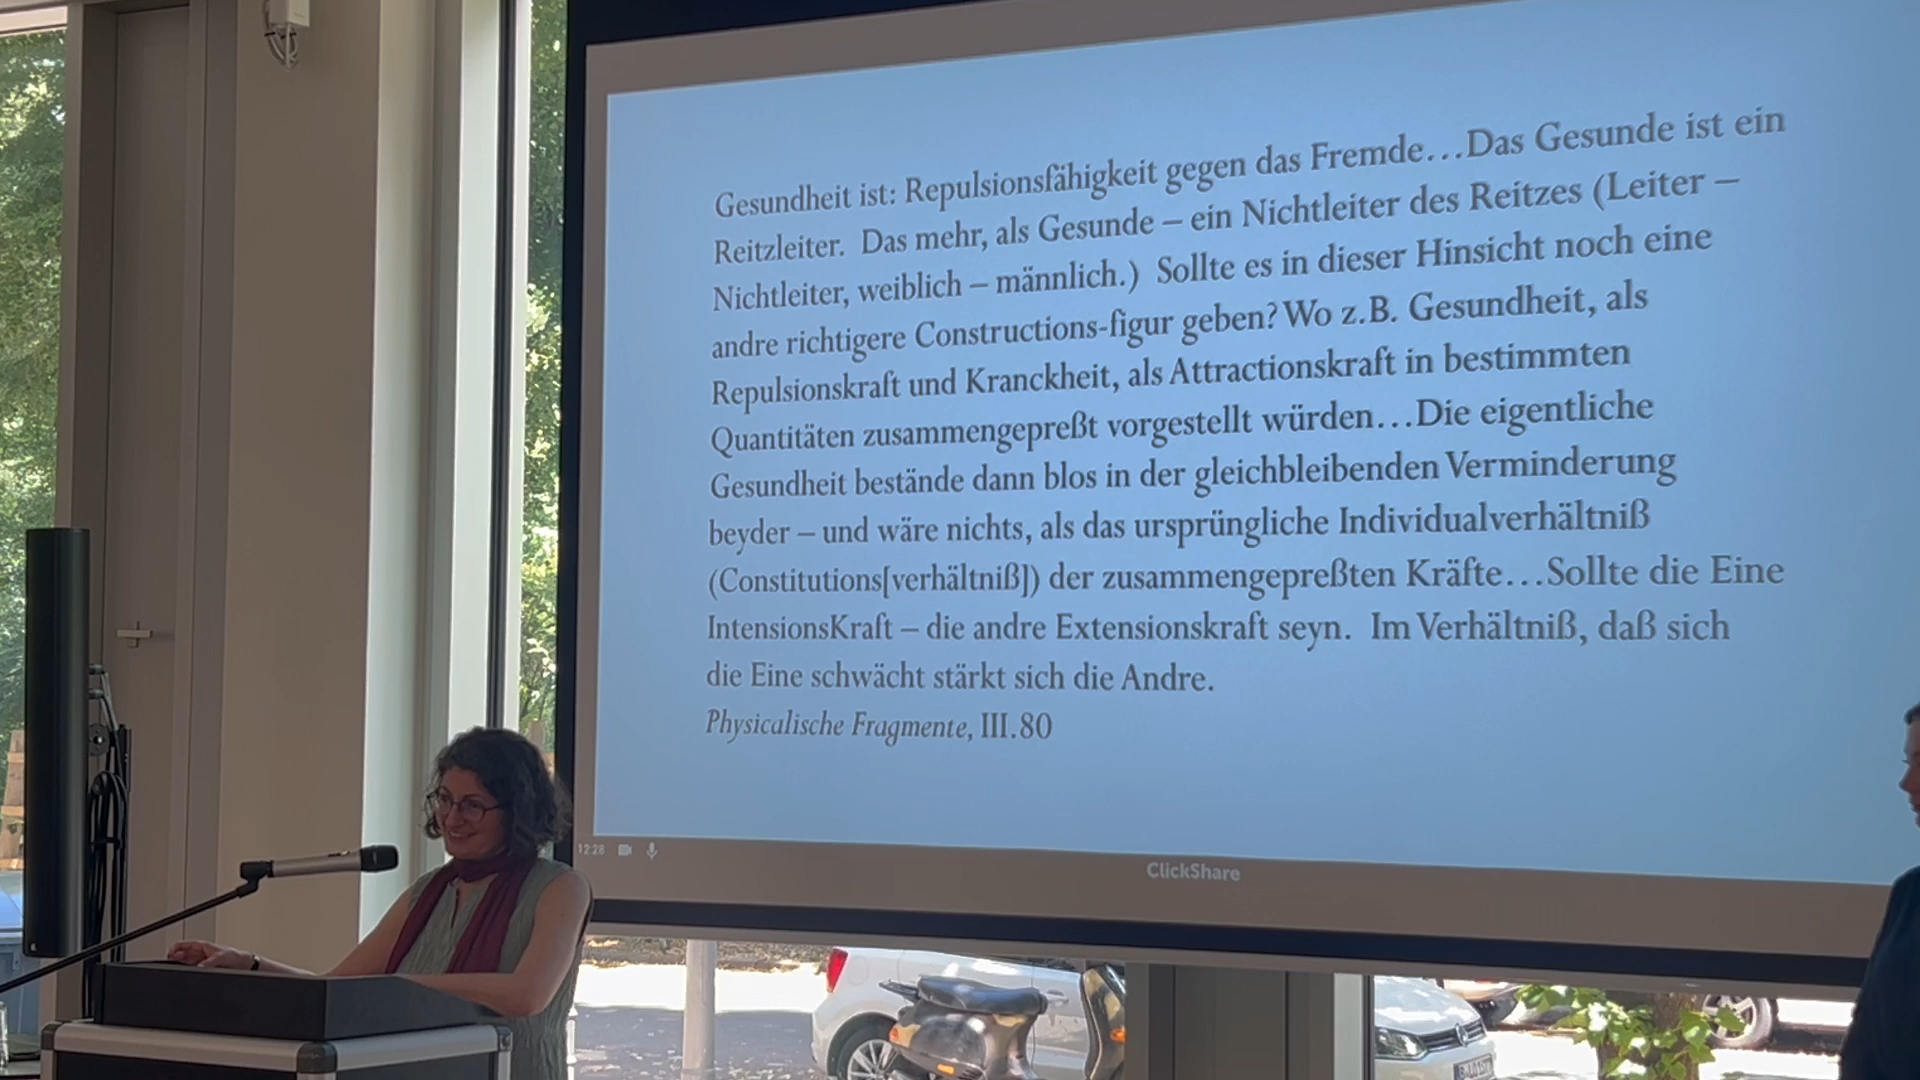 Gesundheit ist: Repulsionsfähigkeit gegen das Fremde…Das Gesunde ist ein
Reitzleiter. Das mehr, als Gesunde – ein Nichtleiter des Reitzes (Leiter –
Nichtleiter, weiblich – männlich.) Sollte es in dieser Hinsicht noch eine
andre richtigere Constructions-figur geben? Wo z.B. Gesundheit, als
Repulsionskraft und Kranckheit, als Attractionskraft in bestimmten
Quantitäten zusammengepreßt vorgestellt würden…Die eigentliche
Gesundheit bestände dann blos in der gleichbleibenden Verminderung
beyder – und wäre nichts, als das ursprüngliche Individualverhältniß
(Constitutions[verhältniß]) der zusammengepreßten Kräfte…Sollte die Eine
IntensionsKraft – die andre Extensionskraft seyn. Im Verhältniß, daß sich
die Eine schwächt stärkt sich die Andre.
Physicalische Fragmente, III.80
12:28
ClickShare